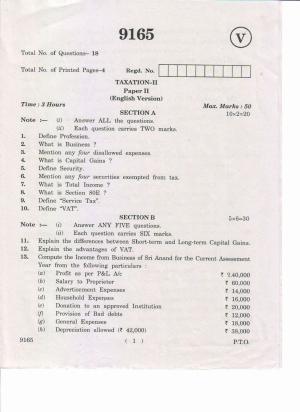 9165
V
Total No. of Questions– 18
Total No. of Printed Pages–4 Regd. No.
TAXATION–II
Paper II
(English Version)
Time : 3 Hours Max. Marks : 50
SECTION A 10×2=20
Note :— (i) Answer ALL the questions.
(ii) Each question carries TWO marks.
1. Define Profession.
2. What is Business ?
3. Mention any four disallowed expenses.
4. What is Capital Gains ?
5. Define Security.
6. Mention any four securities exempted from tax.
7. What is Total Income ?
8. What is Section 80E ?
9. Define "Service Tax".
10. Define "VAT".
SECTION B 5×6=30
Note :— (i) Answer ANY FIVE questions.
(ii) Each question carries SIX marks.
11. Explain the differences between Short-term and Long-term Capital Gains.
12. Explain the advantages of VAT.
13. Compute the Income from Business of Sri Anand for the Current Assessment
Year from the following particulars :
(a) Profit as per P&L A/c ₹ 2,40,000
(b) Salary to Proprietor ₹ 60,000
(c) Advertisement Expenses ₹ 14,000
(d) Household Expenses ₹ 16,000
(e) Donation to an approved Institution ₹ 20,000
(f) Provision of Bad debts ₹ 12,000
(g) General Expenses ₹ 18,000
(h) Depreciation allowed (₹ 42,000) ₹ 38,000
9165 ( 1 ) P.T.O.